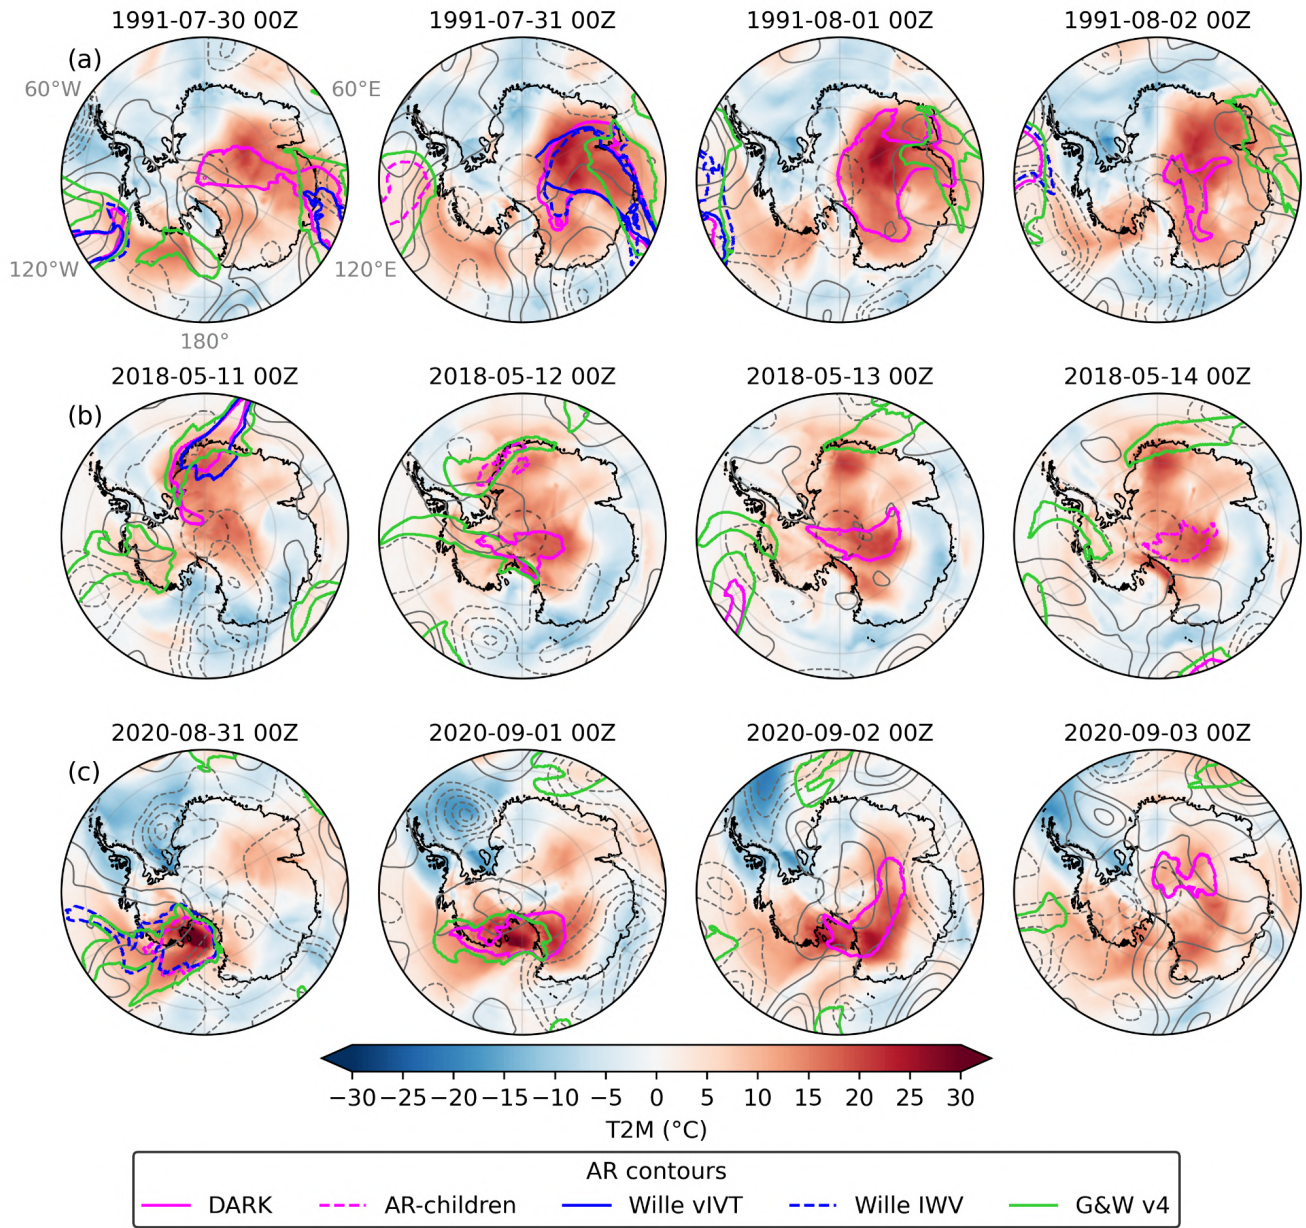 1991-07-30 00Z 1991-07-31 00Z 1991-08-01 00Z 1991-08-02 00Z
(a)
60°W 60°E
120°W 120°E
180°
2018-05-11 00Z 2018-05-12 00Z 2018-05-13 00Z 2018-05-14 00Z
(b)
2020-08-31 00Z 2020-09-01 00Z 2020-09-02 00Z 2020-09-03 00Z
(c)
−30 −25 −20 −15 −10 −5 0 5 10 15 20 25 30
T2M (°C)
AR contours
DARK AR-children Wille vIVT Wille IWV G&W v4